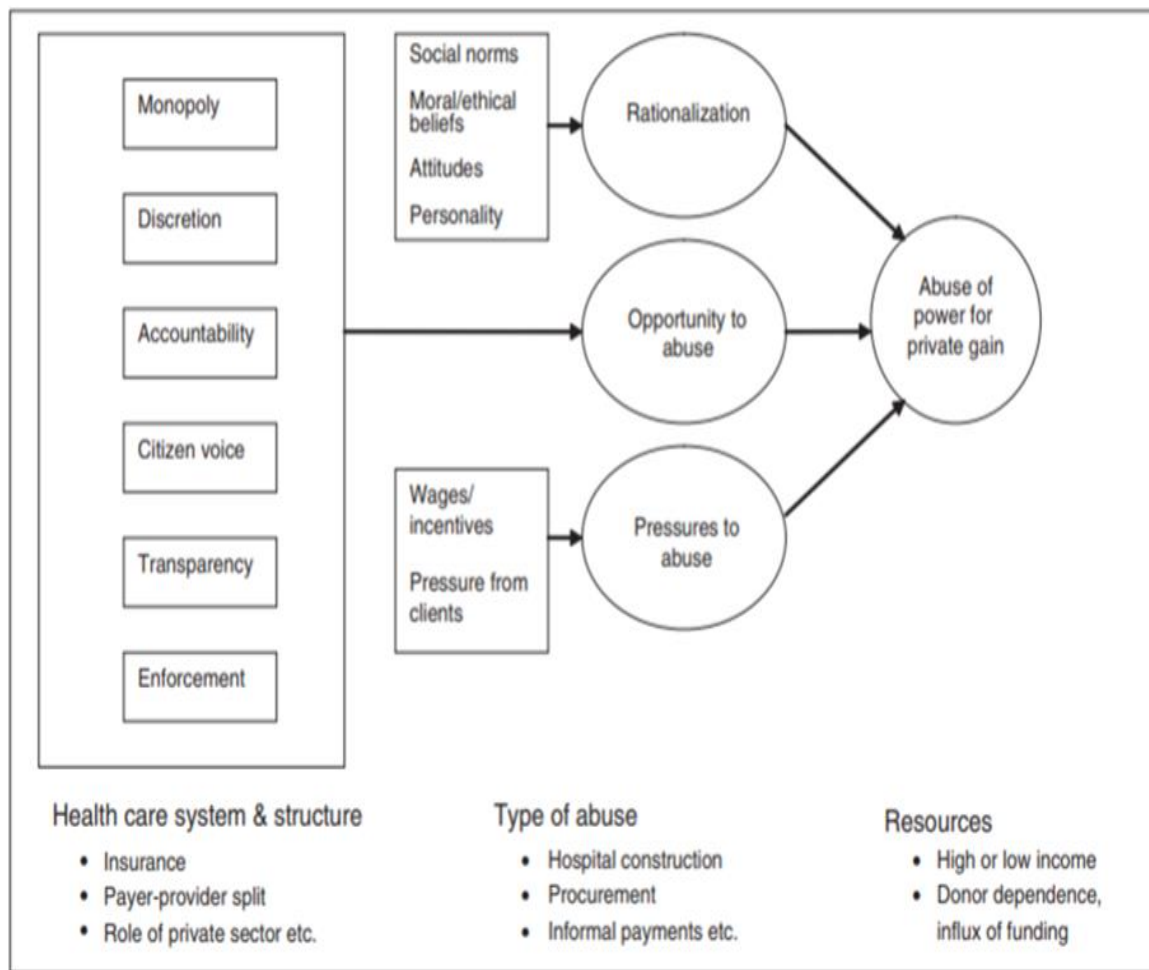 Monopoly
Discretion
Accountability
Citizen voice
Transparency
Enforcement
Social norms
Moral/ethical
beliefs
Attitudes
Personality
Rationalization
Opportunity to
abuse
Wages/
incentives
Pressure from
clients
Pressures to
abuse
Abuse of
power for
private gain
Health care system & structure
• Insurance
• Payer-provider split
• Role of private sector etc.
Type of abuse
• Hospital construction
• Procurement
• Informal payments etc.
Resources
• High or low income
• Donor dependence,
influx of funding